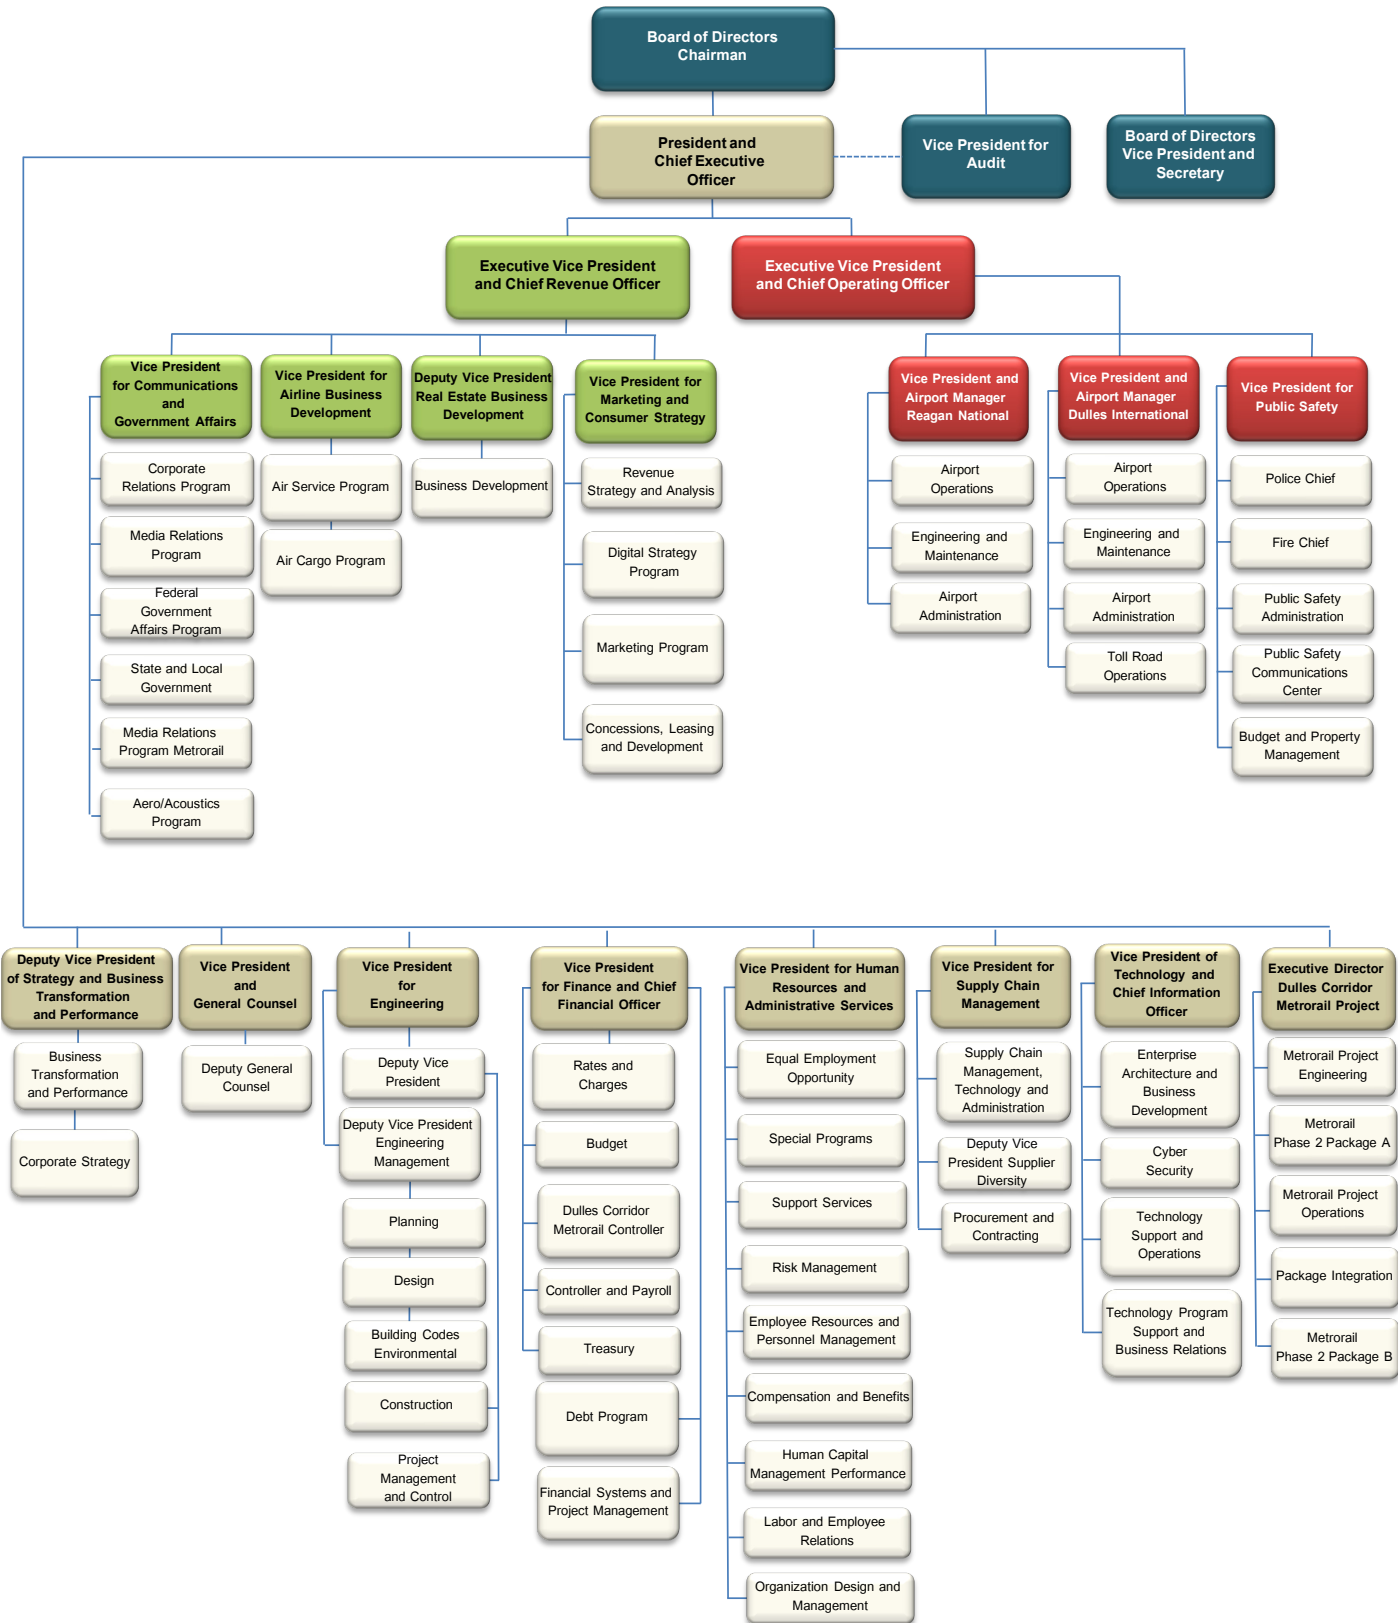 Board of Directors
Chairman
President and
Chief Executive
Officer
Vice President for
Audit
Board of Directors
Vice President and
Secretary
Executive Vice President
and Chief Revenue Officer
Executive Vice President
and Chief Operating Officer
Vice President
for Communications
and
Government Affairs
Corporate
Relations Program
Media Relations
Program
Federal
Government
Affairs Program
State and Local
Government
Media Relations
Program Metrorail
Aero/Acoustics
Program
Vice President for
Airline Business
Development
Air Service Program
Air Cargo Program
Deputy Vice President
Real Estate Business
Development
Business Development
Vice President for
Marketing and
Consumer Strategy
Revenue
Strategy and Analysis
Digital Strategy
Program
Marketing Program
Concessions, Leasing
and Development
Vice President and
Airport Manager
Reagan National
Airport
Operations
Engineering and
Maintenance
Airport
Administration
Vice President and
Airport Manager
Dulles International
Airport
Operations
Engineering and
Maintenance
Airport
Administration
Toll Road
Operations
Vice President for
Public Safety
Police Chief
Fire Chief
Public Safety
Administration
Public Safety
Communications
Center
Budget and Property
Management
Deputy Vice President
of Strategy and Business
Transformation
and Performance
Business
Transformation
and Performance
Corporate Strategy
Vice President
and
General Counsel
Deputy General
Counsel
Vice President
for
Engineering
Deputy Vice
President
Deputy Vice President
Engineering
Management
Planning
Design
Building Codes
Environmental
Construction
Project
Management
and Control
Vice President
for Finance and Chief
Financial Officer
Rates and
Charges
Budget
Dulles Corridor
Metrorail Controller
Controller and Payroll
Treasury
Debt Program
Financial Systems and
Project Management
Vice President for Human
Resources and
Administrative Services
Equal Employment
Opportunity
Special Programs
Support Services
Risk Management
Employee Resources and
Personnel Management
Compensation and Benefits
Human Capital
Management Performance
Labor and Employee
Relations
Organization Design and
Management
Vice President for
Supply Chain
Management
Supply Chain
Management,
Technology and
Administration
Deputy Vice
President Supplier
Diversity
Procurement and
Contracting
Vice President of
Technology and
Chief Information
Officer
Enterprise
Architecture and
Business
Development
Cyber
Security
Technology
Support and
Operations
Technology Program
Support and
Business Relations
Executive Director
Dulles Corridor
Metrorail Project
Metrorail Project
Engineering
Metrorail
Phase 2 Package A
Metrorail Project
Operations
Package Integration
Metrorail
Phase 2 Package B